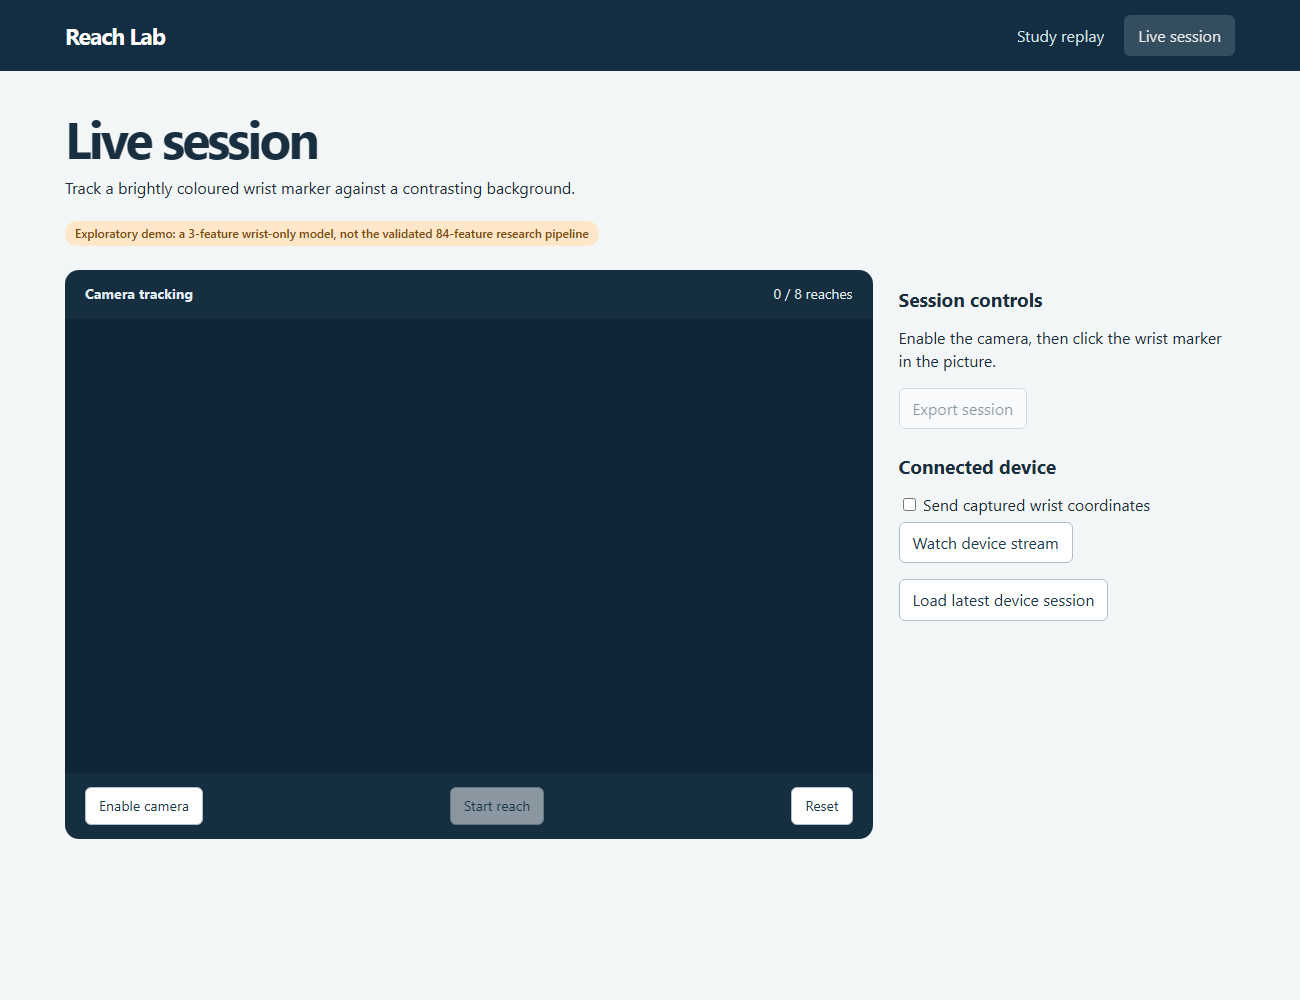 Reach Lab
Study replay
Live session
Live session
Track a brightly coloured wrist marker against a contrasting background.
Exploratory demo: a 3-feature wrist-only model, not the validated 84-feature research pipeline
Camera tracking
0 / 8 reaches
Enable camera
Start reach
Reset
Session controls
Enable the camera, then click the wrist marker
in the picture.
Export session
Connected device
Send captured wrist coordinates
Watch device stream
Load latest device session